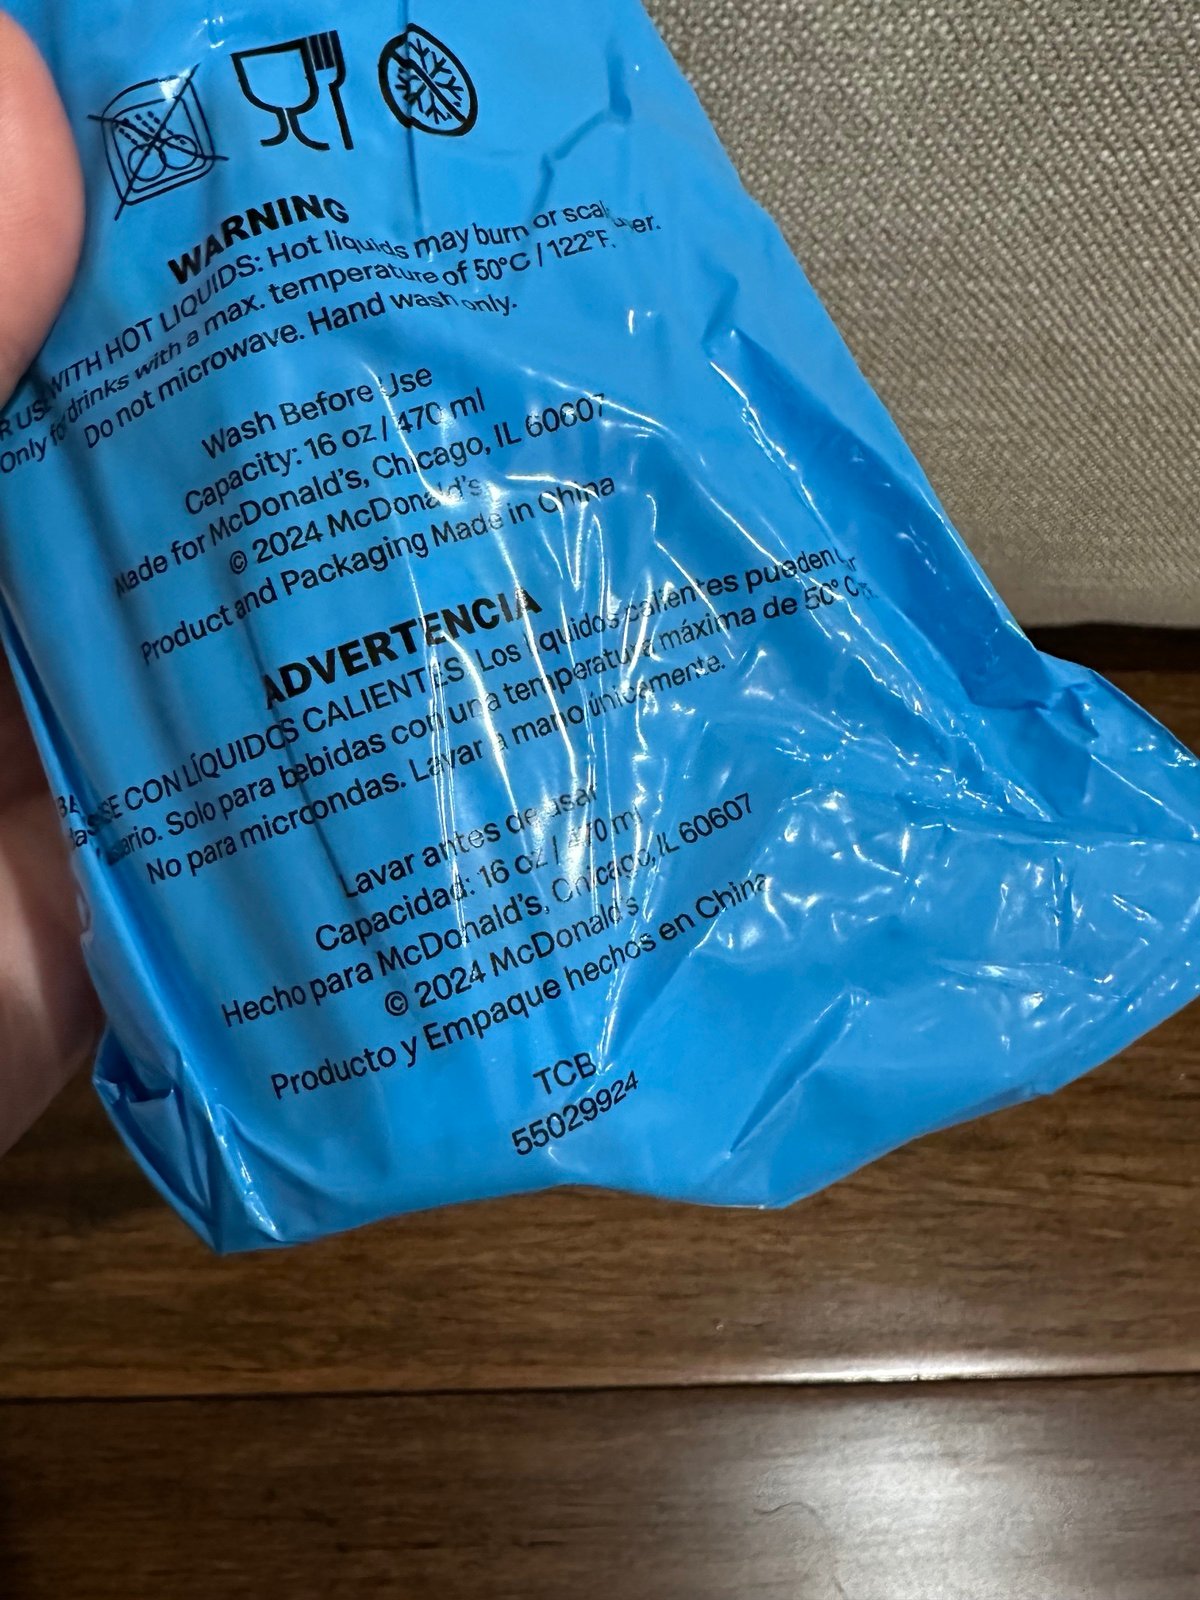 WARNING
WITH HOT LIQUIDS: Hot liquids may burn or
Only for drinks with a max. temperature of 50°C / 122°F.
Do not microwave. Hand wash only.
Wash Before Use
Capacity: 16 oz / 470 ml
Made for McDonald's, Chicago, IL 60607
© 2024 McDonald's
Product and Packaging Made in China
ADVERTENCIA
CON LÍQUIDOS CALIENTES: Los líquidos calientes pueden
Solo para bebidas con una temperatura máxima de 50° C
No para microondas. Lavar a mano únicamente.
Lavar antes de usar
Capacidad: 16 oz / 470 ml
Hecho para McDonald's, Chicago, IL 60607
© 2024 McDonald's
Producto y Empaque hechos en China
TCB
55029924